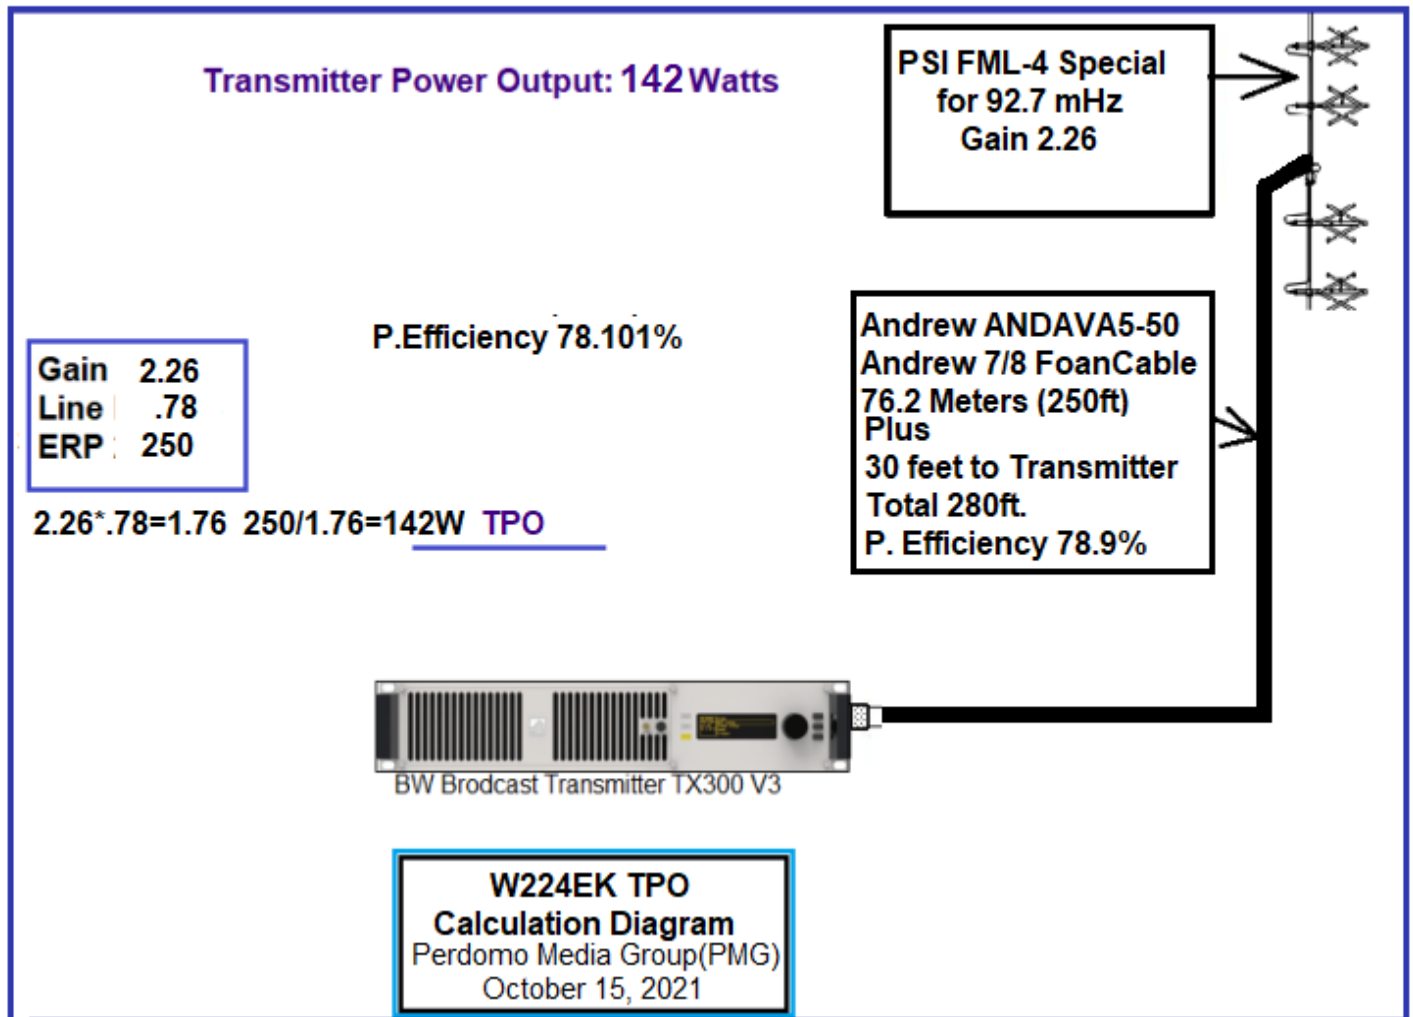 Transmitter Power Output: 142 Watts
PSI FML-4 Special
for 92.7 mHz
Gain 2.26
P.Efficiency 78.101%
Gain 2.26
Line .78
ERP 250
2.26*.78=1.76 250/1.76=142W TPO
Andrew ANDAVA5-50
Andrew 7/8 FoanCable
76.2 Meters (250ft)
Plus
30 feet to Transmitter
Total 280ft.
P. Efficiency 78.9%
BW Brodcast Transmitter TX300 V3
W224EK TPO
Calculation Diagram
Perdomo Media Group(PMG)
October 15, 2021